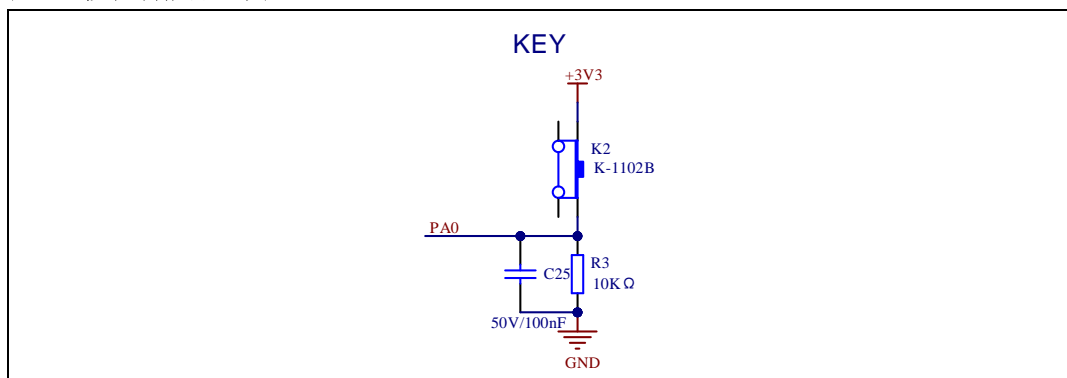 KEY
+3V3
K2
K-1102B
PA0
C25
R3
10KΩ
50V/100nF
GND